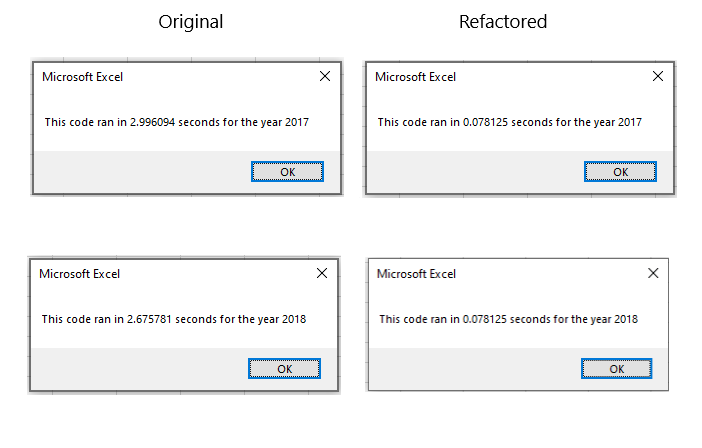 Original
Refactored
Microsoft Excel
This code ran in 2.996094 seconds for the year 2017
OK
Microsoft Excel
This code ran in 0.078125 seconds for the year 2017
OK
Microsoft Excel
This code ran in 2.675781 seconds for the year 2018
OK
Microsoft Excel
This code ran in 0.078125 seconds for the year 2018
OK